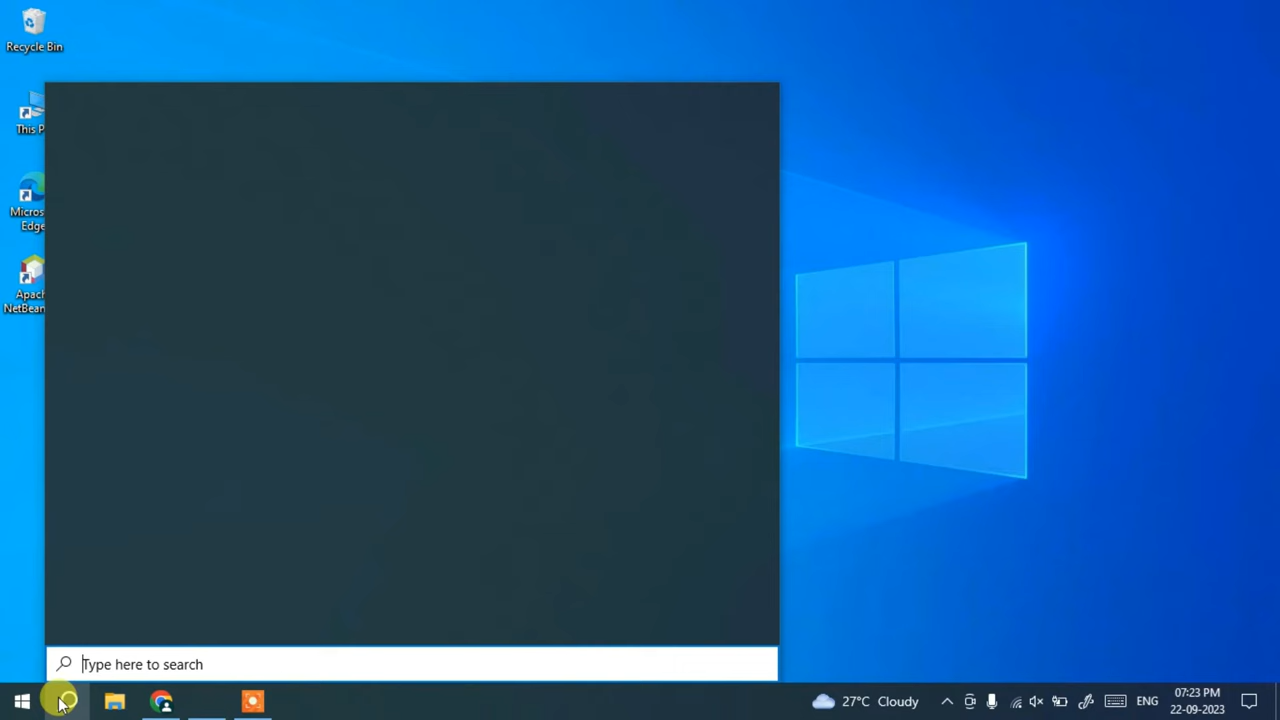 Recycle Bin
This P
Micros
Edge
Apach
NetBean
Type here to search
27°C Cloudy
ENG
07:23 PM
22-09-2023